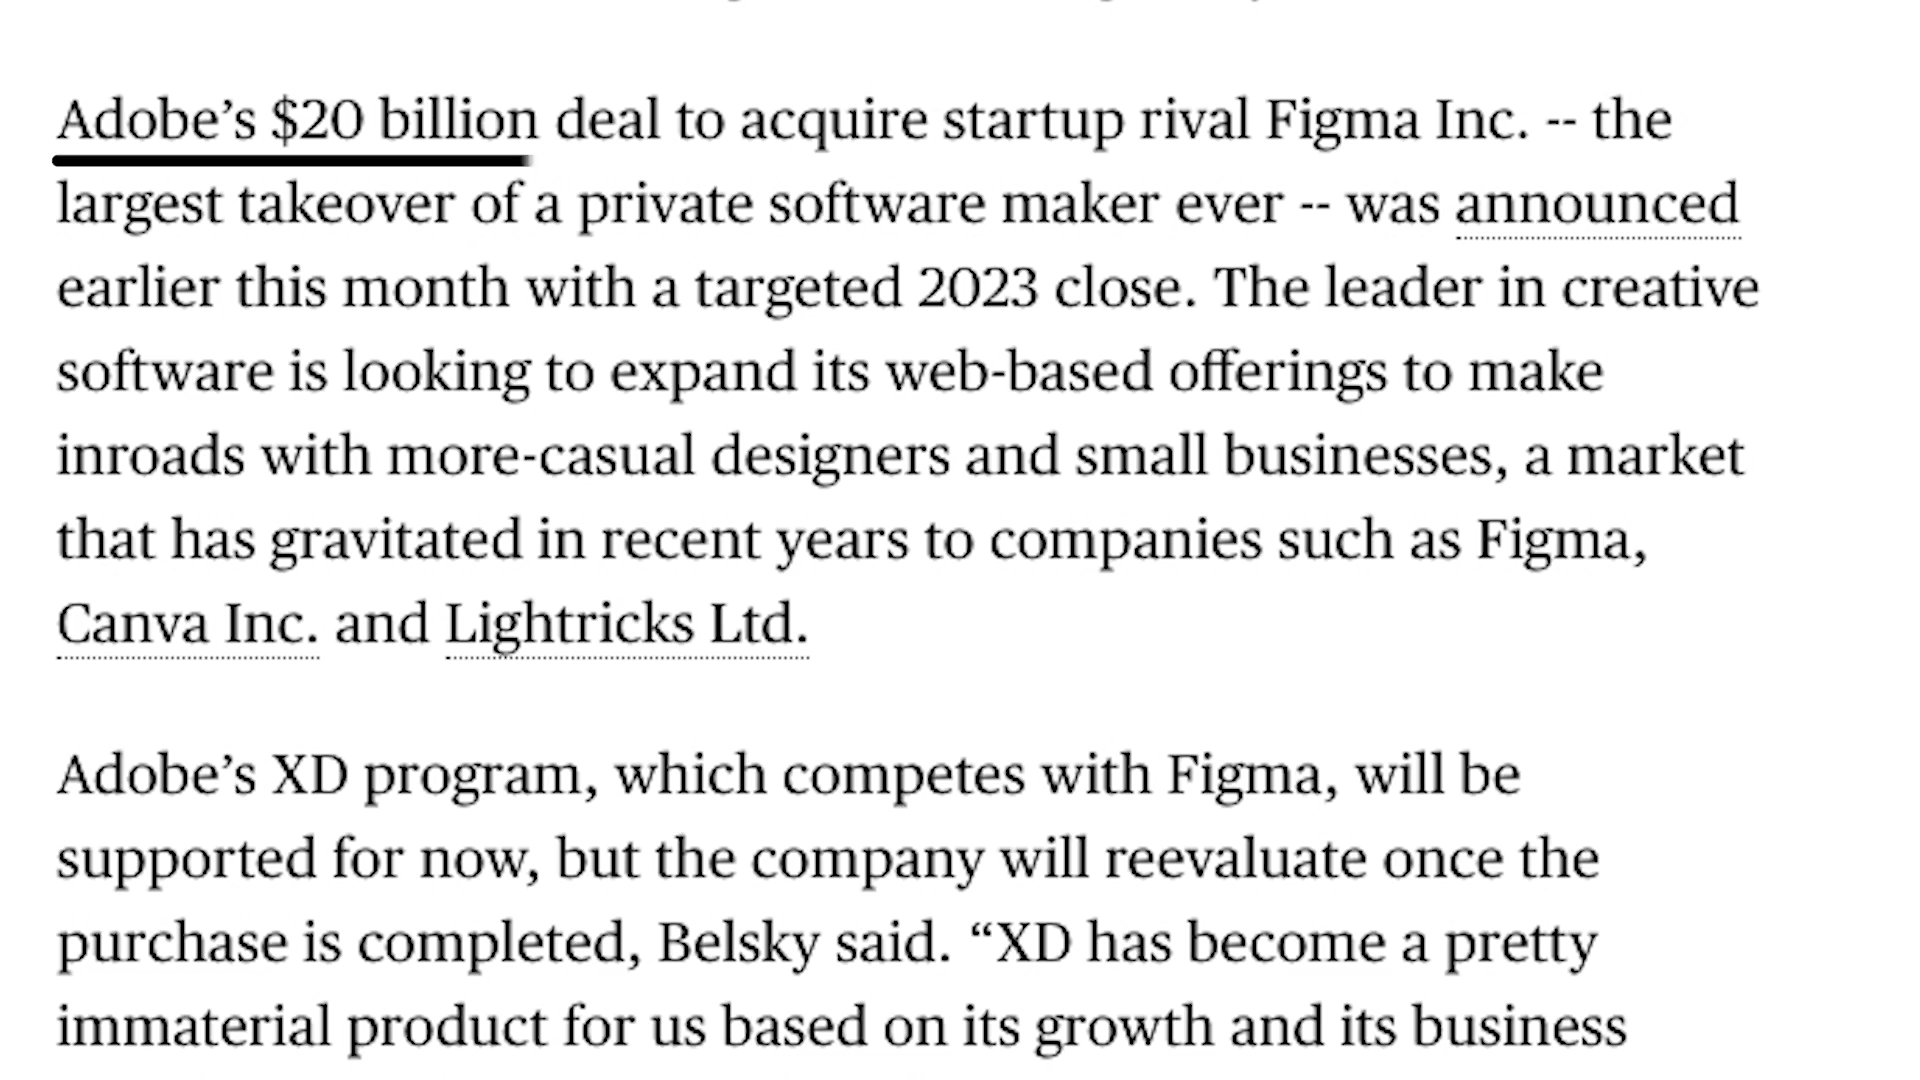 Adobe’s $20 billion deal to acquire startup rival Figma Inc. -- the
largest takeover of a private software maker ever -- was announced
earlier this month with a targeted 2023 close. The leader in creative
software is looking to expand its web-based offerings to make
inroads with more-casual designers and small businesses, a market
that has gravitated in recent years to companies such as Figma,
Canva Inc. and Lightricks Ltd.
Adobe’s XD program, which competes with Figma, will be
supported for now, but the company will reevaluate once the
purchase is completed, Belsky said. “XD has become a pretty
immaterial product for us based on its growth and its business